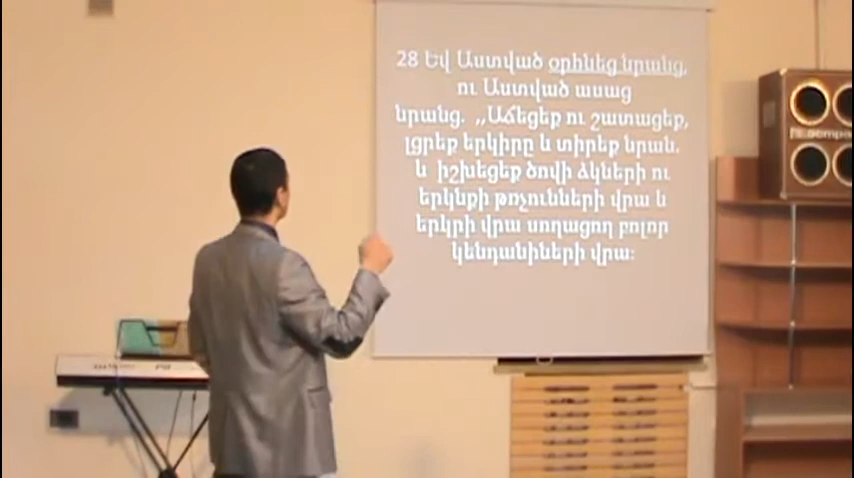 28 Եվ Աստված օրհնեց նրանց,
ու Աստված ասաց
նրանց. ,,Աճեցեք ու շատացեք,
լցրեք երկիրը և տիրեք նրան.
և իշխեցեք ծովի ձկների ու
երկնքի թռչունների վրա և
երկրի վրա սողացող բոլոր
կենդանիների վրա: